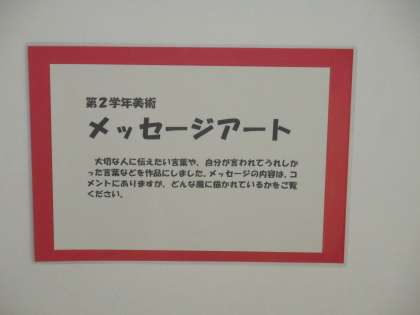 第2学年美術
メッセージアート
大切な人に伝えたい言葉や、自分が言われてうれしか
った言葉などを作品にしました。メッセージの内容は、コ
メントにありますが、どんな風に描かれているかをご覧
ください。